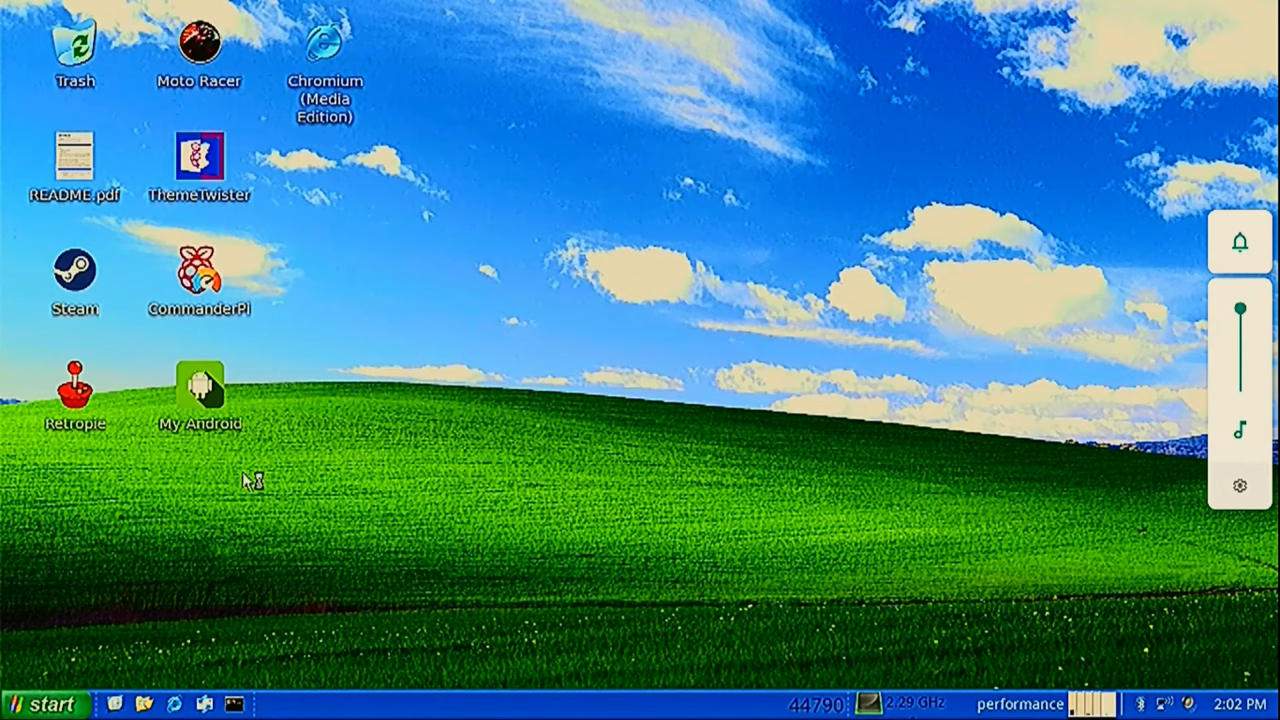 Trash
Moto Racer
Chromium
(Media
Edition)
README.pdf
ThemeTwister
Steam
CommanderPi
Retropie
My Android
start
44790
2.29 GHz
performance
2:02 PM